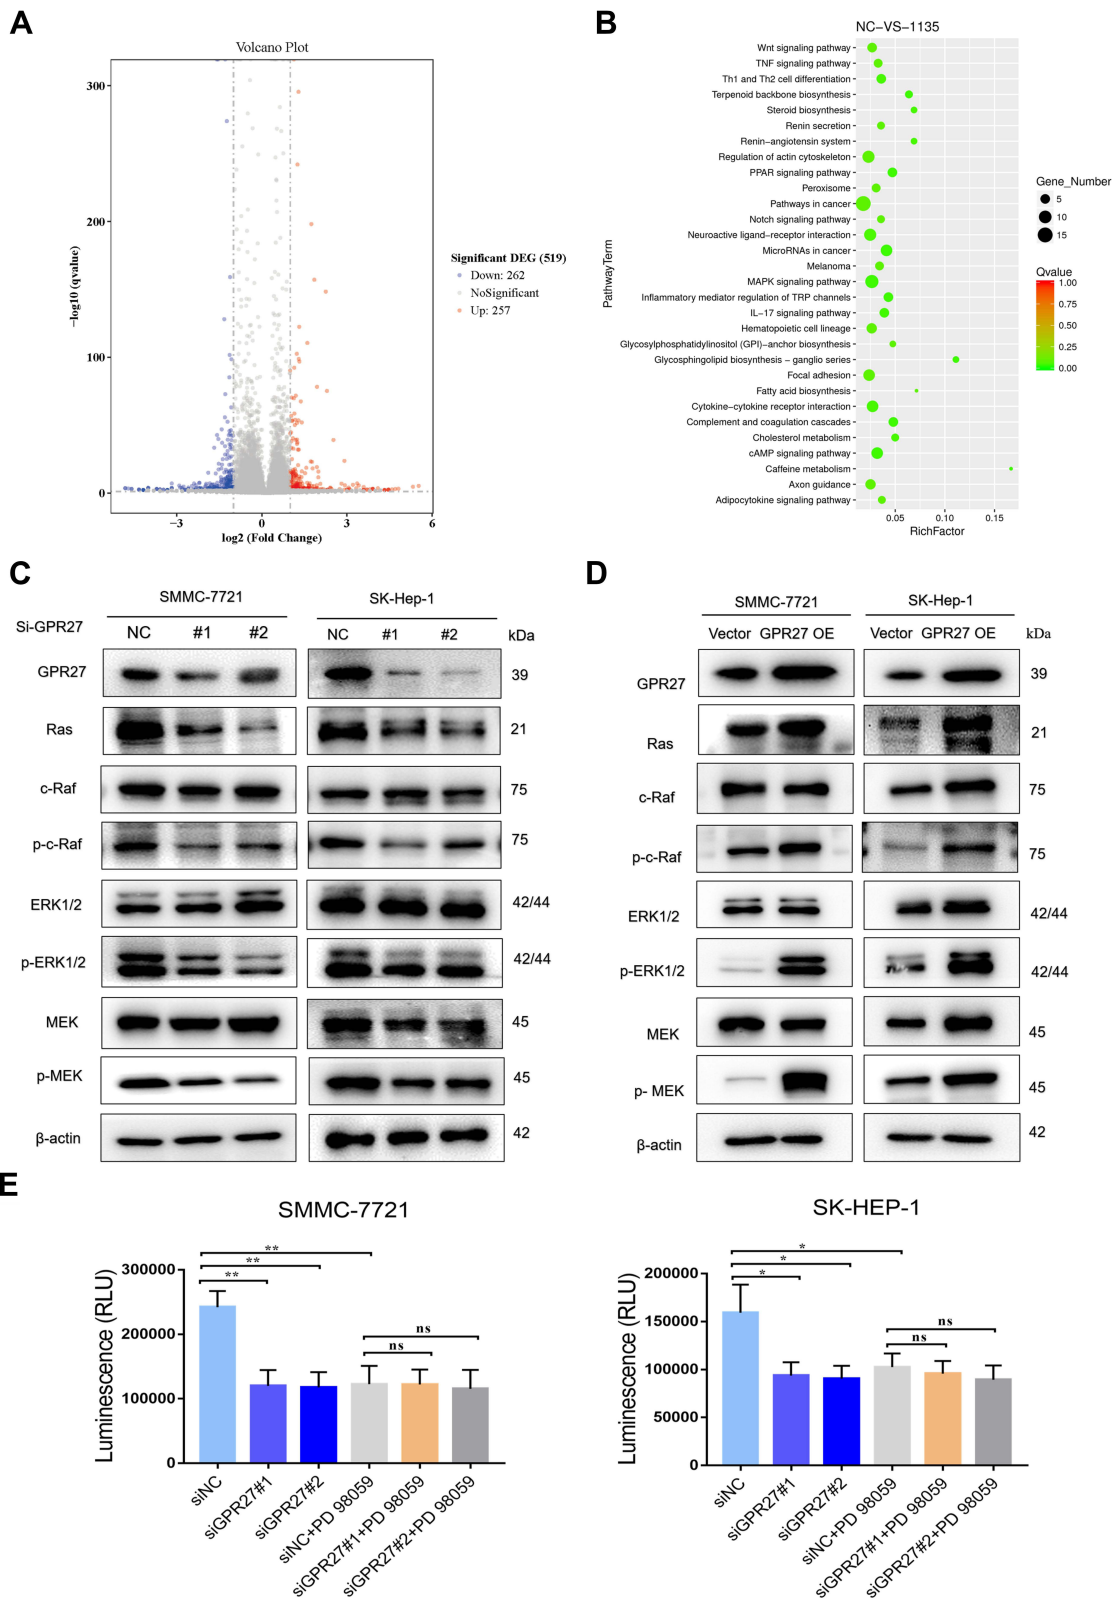 A
Volcano Plot
300
200
100
0
−log10 (qvalue)
−3
0
3
6
log2 (Fold Change)
Significant DEG (519)
Down: 262
NoSignificant
Up: 257
B
NC−VS−1135
PathwayTerm
Wnt signaling pathway
TNF signaling pathway
Th1 and Th2 cell differentiation
Terpenoid backbone biosynthesis
Steroid biosynthesis
Renin secretion
Renin−angiotensin system
Regulation of actin cytoskeleton
PPAR signaling pathway
Peroxisome
Pathways in cancer
Notch signaling pathway
Neuroactive ligand−receptor interaction
MicroRNAs in cancer
Melanoma
MAPK signaling pathway
Inflammatory mediator regulation of TRP channels
IL−17 signaling pathway
Hematopoietic cell lineage
Glycosylphosphatidylinositol (GPI)−anchor biosynthesis
Glycosphingolipid biosynthesis − ganglio series
Focal adhesion
Fatty acid biosynthesis
Cytokine−cytokine receptor interaction
Complement and coagulation cascades
Cholesterol metabolism
cAMP signaling pathway
Caffeine metabolism
Axon guidance
Adipocytokine signaling pathway
0.05
0.10
0.15
RichFactor
Gene_Number
5
10
15
Qvalue
1.00
0.75
0.50
0.25
0.00
C
SMMC-7721
SK-Hep-1
Si-GPR27
NC #1 #2
NC #1 #2
kDa
GPR27 39
Ras 21
c-Raf 75
p-c-Raf 75
ERK1/2 42/44
p-ERK1/2 42/44
MEK 45
p-MEK 45
β-actin 42
D
SMMC-7721
SK-Hep-1
Vector GPR27 OE
Vector GPR27 OE
kDa
GPR27 39
Ras 21
c-Raf 75
p-c-Raf 75
ERK1/2 42/44
p-ERK1/2 42/44
MEK 45
p- MEK 45
β-actin 42
E
SMMC-7721
Luminescence (RLU)
300000
200000
100000
0
**
**
**
ns
ns
siNC
siGPR27#1
siGPR27#2
siNC+PD 98059
siGPR27#1+PD 98059
siGPR27#2+PD 98059
SK-HEP-1
Luminescence (RLU)
200000
150000
100000
50000
0
*
*
*
ns
ns
siNC
siGPR27#1
siGPR27#2
siNC+PD 98059
siGPR27#1+PD 98059
siGPR27#2+PD 98059